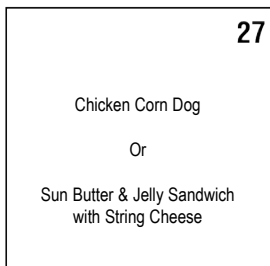 27
Chicken Corn Dog
Or
Sun Butter & Jelly Sandwich
with String Cheese